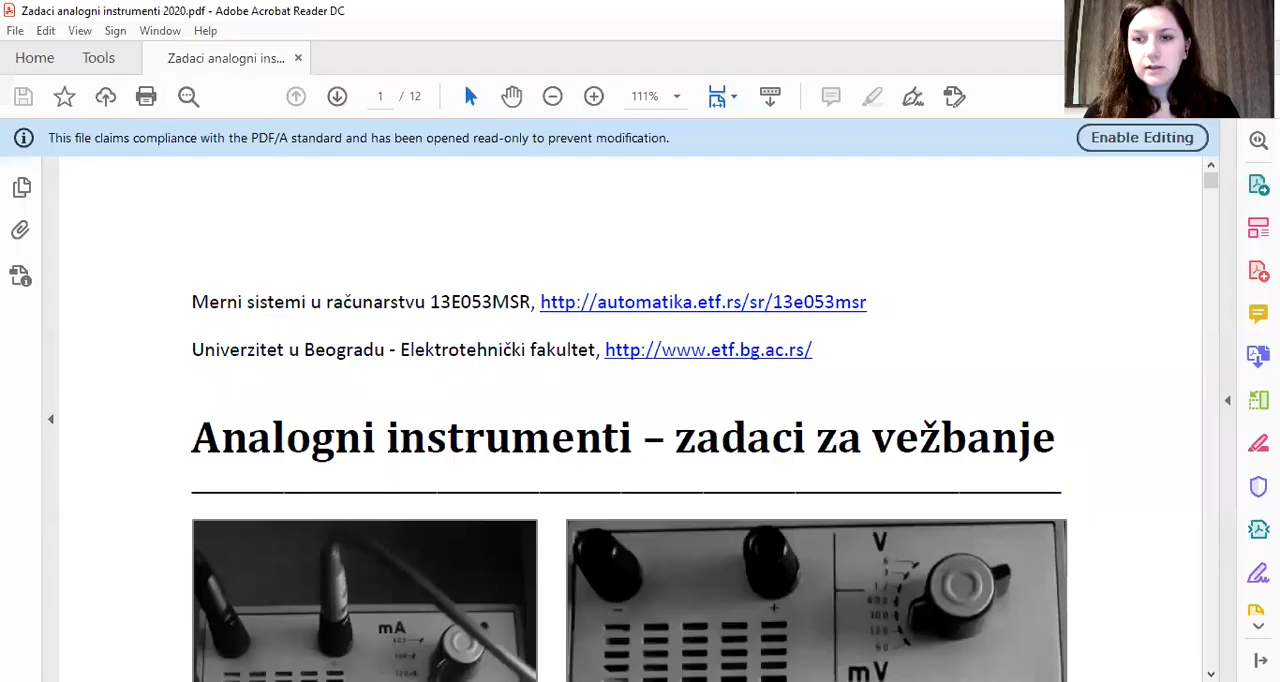 Zadaci analogni instrumenti 2020.pdf - Adobe Acrobat Reader DC
File Edit View Sign Window Help
Home Tools Zadaci analogni ins... ×
1 / 12 111%
This file claims compliance with the PDF/A standard and has been opened read-only to prevent modification. Enable Editing
Merni sistemi u računarstvu 13E053MSR, http://automatika.etf.rs/sr/13e053msr
Univerzitet u Beogradu - Elektrotehnički fakultet, http://www.etf.bg.ac.rs/
Analogni instrumenti – zadaci za vežbanje
mA
V
mV
- +